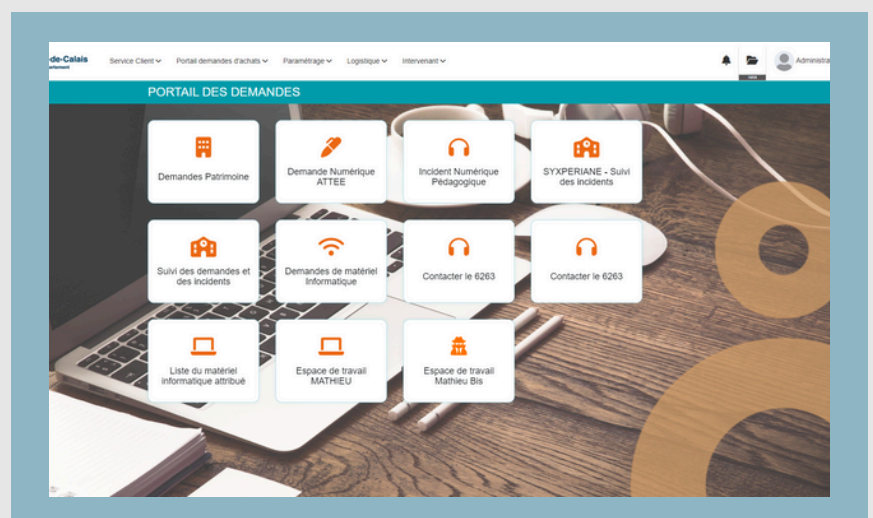 de-Calais
Service Client Portail demandes d'achats Paramétrage Logistique Intervenant
Administra
PORTAIL DES DEMANDES
Demandes Patrimoine
Demande Numérique
ATTEE
Incident Numérique
Pédagogique
SYXPERIANE - Suivi
des incidents
Suivi des demandes et
des incidents
Demandes de matériel
Informatique
Contacter le 6263
Contacter le 6263
Liste du matériel
informatique attribué
Espace de travail
MATHIEU
Espace de travail
Mathieu Bis